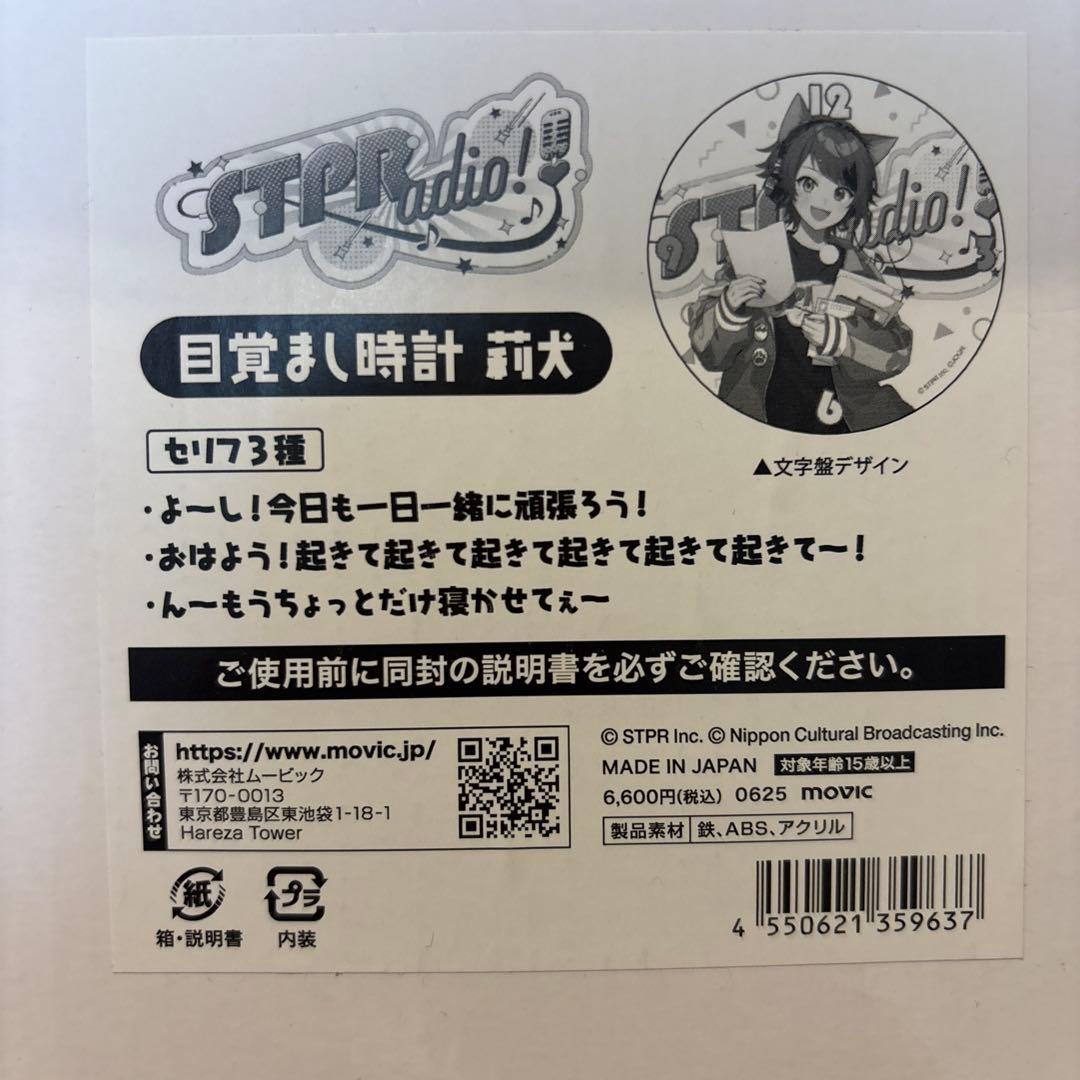 STPRadio!
12
STPRadio!
9
3
6
©STPR Inc. ©JOQR
目覚まし時計 莉犬
▲文字盤デザイン
セリフ3種
・よ〜し！今日も一日一緒に頑張ろう！
・おはよう！起きて起きて起きて起きて起きて起きて〜！
・ん〜もうちょっとだけ寝かせてぇ〜
ご使用前に同封の説明書を必ずご確認ください。
お問い合わせ
https://www.movic.jp/
株式会社ムービック
〒170-0013
東京都豊島区東池袋1-18-1
Hareza Tower
© STPR Inc. © Nippon Cultural Broadcasting Inc.
MADE IN JAPAN 対象年齢15歳以上
6,600円(税込) 0625 movic
製品素材 鉄、ABS、アクリル
紙
箱・説明書
プラ
内装
4 550621 359637